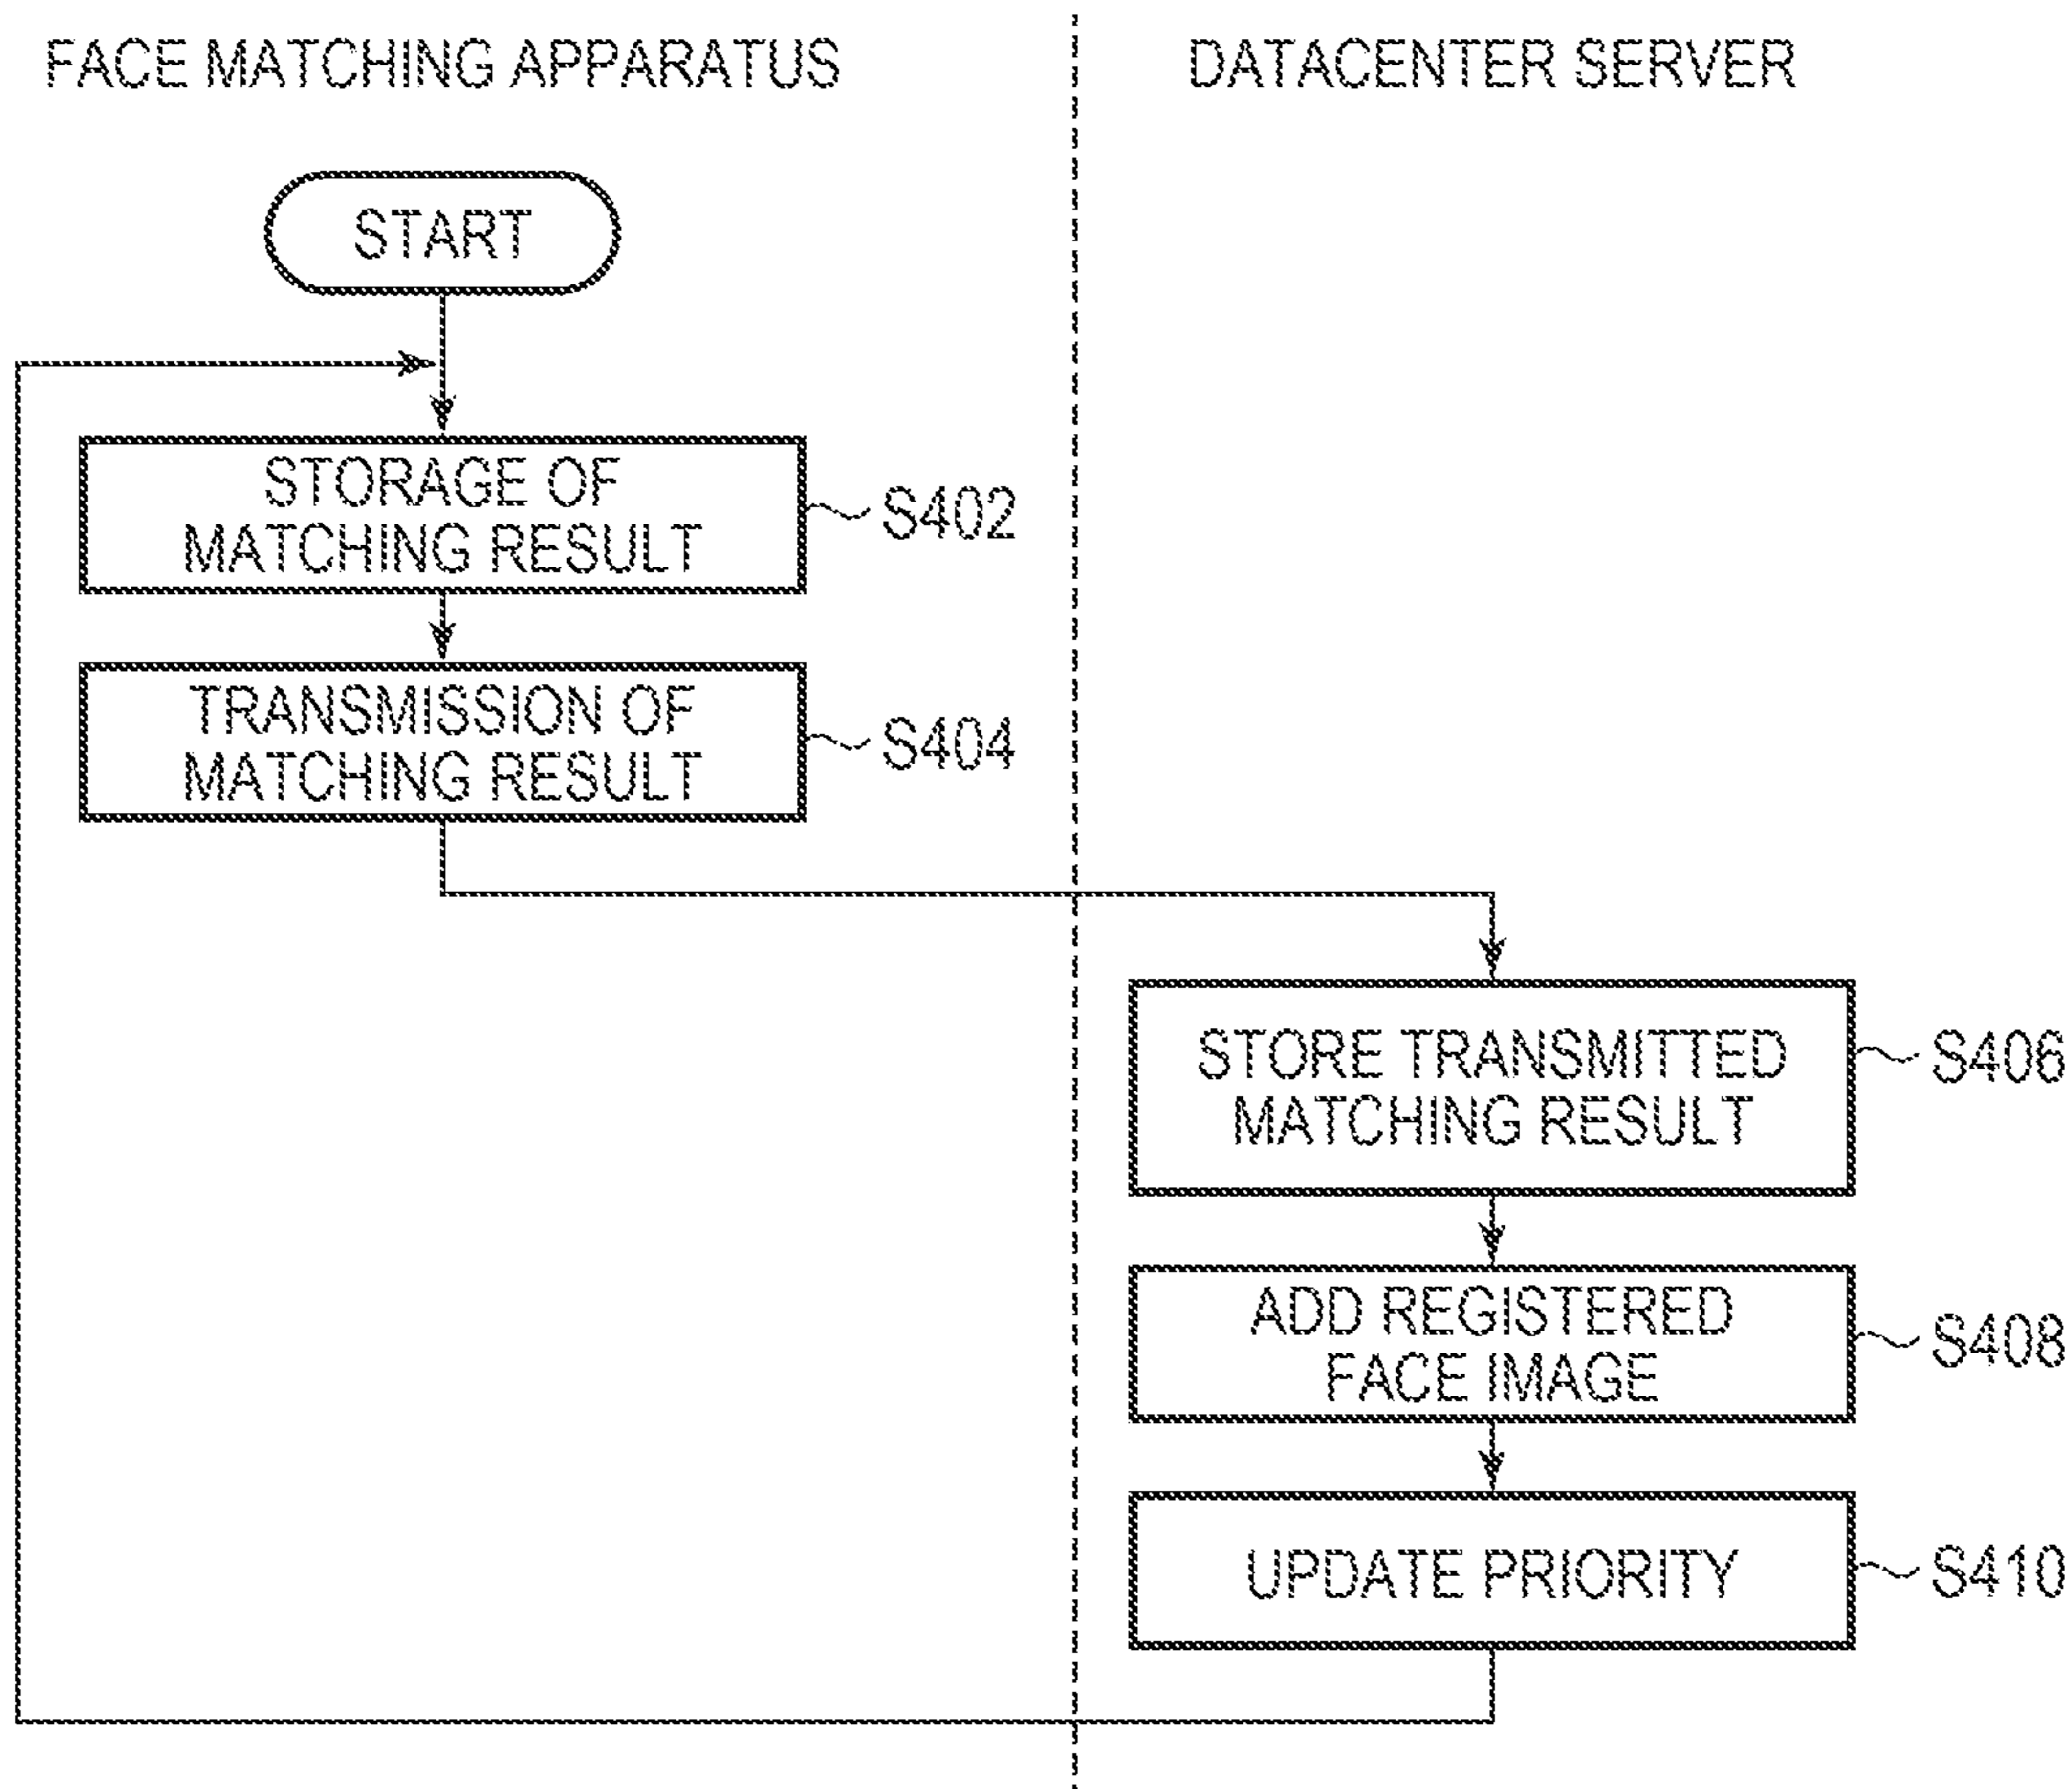 FACE MATCHING APPARATUS
DATACENTER SERVER
START
STORAGE OF
MATCHING RESULT
S402
TRANSMISSION OF
MATCHING RESULT
S404
STORE TRANSMITTED
MATCHING RESULT
S406
ADD REGISTERED
FACE IMAGE
S408
UPDATE PRIORITY
S410